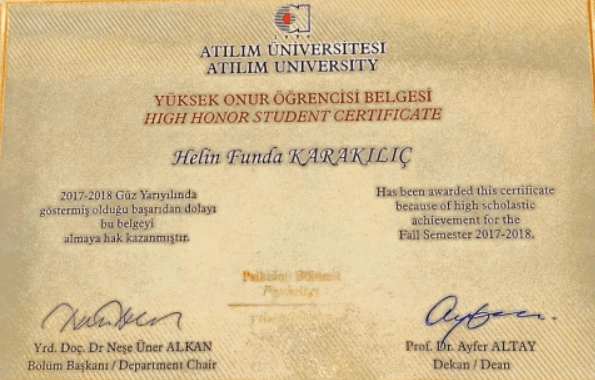 ATILIM ÜNİVERSİTESİ
ATILIM UNIVERSITY
YÜKSEK ONUR ÖĞRENCİSİ BELGESİ
HIGH HONOR STUDENT CERTIFICATE
Helin Funda KARAKILIÇ
2017-2018 Güz Yarıyılında
göstermiş olduğu başarıdan dolayı
bu belgeyi
almaya hak kazanmıştır.
Has been awarded this certificate
because of high scholastic
achievement for the
Fall Semester 2017-2018.
Psikoloji Bölümü
Psychology
Yrd. Doç. Dr Neşe Üner ALKAN
Bölüm Başkanı / Department Chair
Prof. Dr. Ayfer ALTAY
Dekan / Dean